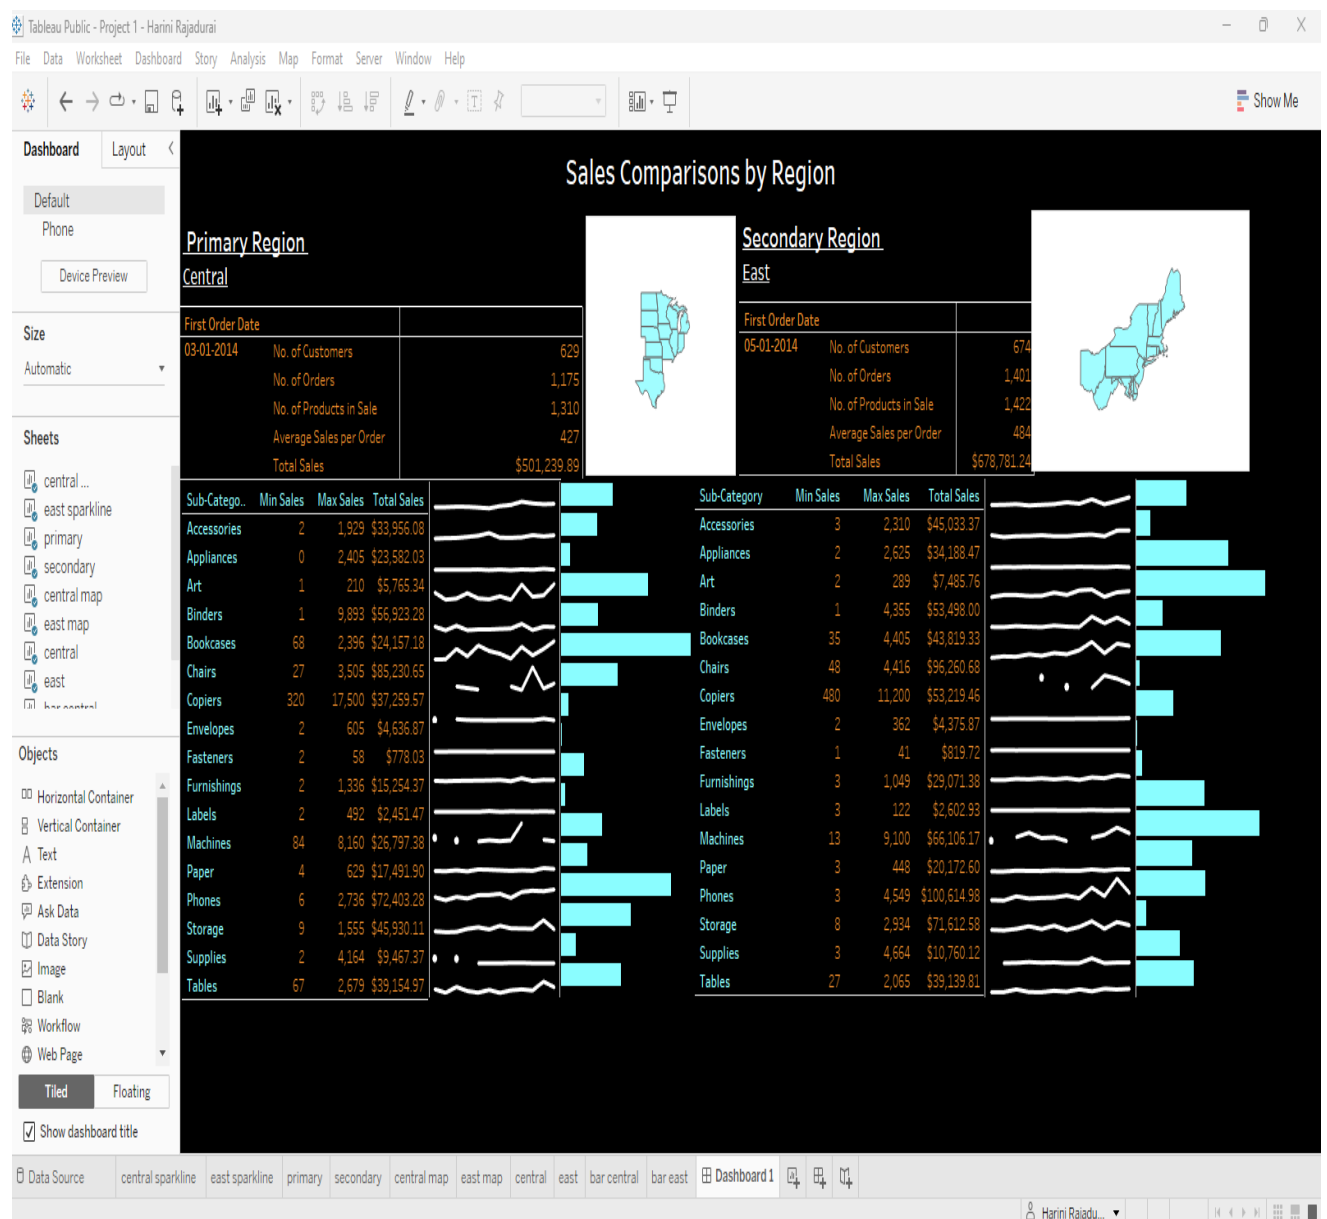 Tableau Public - Project 1 - Harini Rajadurai
File Data Worksheet Dashboard Story Analysis Map Format Server Window Help
Show Me
Dashboard Layout
Default
Phone
Device Preview
Size
Automatic
Sheets
central ...
east sparkline
primary
secondary
central map
east map
central
east
bar central
Objects
Horizontal Container
Vertical Container
A Text
Extension
Ask Data
Data Story
Image
Blank
Workflow
Web Page
Tiled Floating
Show dashboard title
Sales Comparisons by Region
Primary Region
Central
First Order Date
03-01-2014 No. of Customers 629
No. of Orders 1,175
No. of Products in Sale 1,310
Average Sales per Order 427
Total Sales $501,239.89
Secondary Region
East
First Order Date
05-01-2014 No. of Customers 674
No. of Orders 1,401
No. of Products in Sale 1,422
Average Sales per Order 484
Total Sales $678,781.24
Sub-Catego.. Min Sales Max Sales Total Sales
Accessories 2 1,929 $33,956.08
Appliances 0 2,405 $23,582.03
Art 1 210 $5,765.34
Binders 1 9,893 $56,923.28
Bookcases 68 2,396 $24,157.18
Chairs 27 3,505 $85,230.65
Copiers 320 17,500 $37,259.57
Envelopes 2 605 $4,636.87
Fasteners 2 58 $778.03
Furnishings 2 1,336 $15,254.37
Labels 2 492 $2,451.47
Machines 84 8,160 $26,797.38
Paper 4 629 $17,491.90
Phones 6 2,736 $72,403.28
Storage 9 1,555 $45,930.11
Supplies 2 4,164 $9,467.37
Tables 67 2,679 $39,154.97
Sub-Category Min Sales Max Sales Total Sales
Accessories 3 2,310 $45,033.37
Appliances 2 2,625 $34,188.47
Art 2 289 $7,485.76
Binders 1 4,355 $53,498.00
Bookcases 35 4,405 $43,819.33
Chairs 48 4,416 $96,260.68
Copiers 480 11,200 $53,219.46
Envelopes 2 362 $4,375.87
Fasteners 1 41 $819.72
Furnishings 3 1,049 $29,071.38
Labels 3 122 $2,602.93
Machines 13 9,100 $66,106.17
Paper 3 448 $20,172.60
Phones 3 4,549 $100,614.98
Storage 8 2,934 $71,612.58
Supplies 3 4,664 $10,760.12
Tables 27 2,065 $39,139.81
Data Source central sparkline east sparkline primary secondary central map east map central east bar central bar east Dashboard 1
Harini Rajadu...